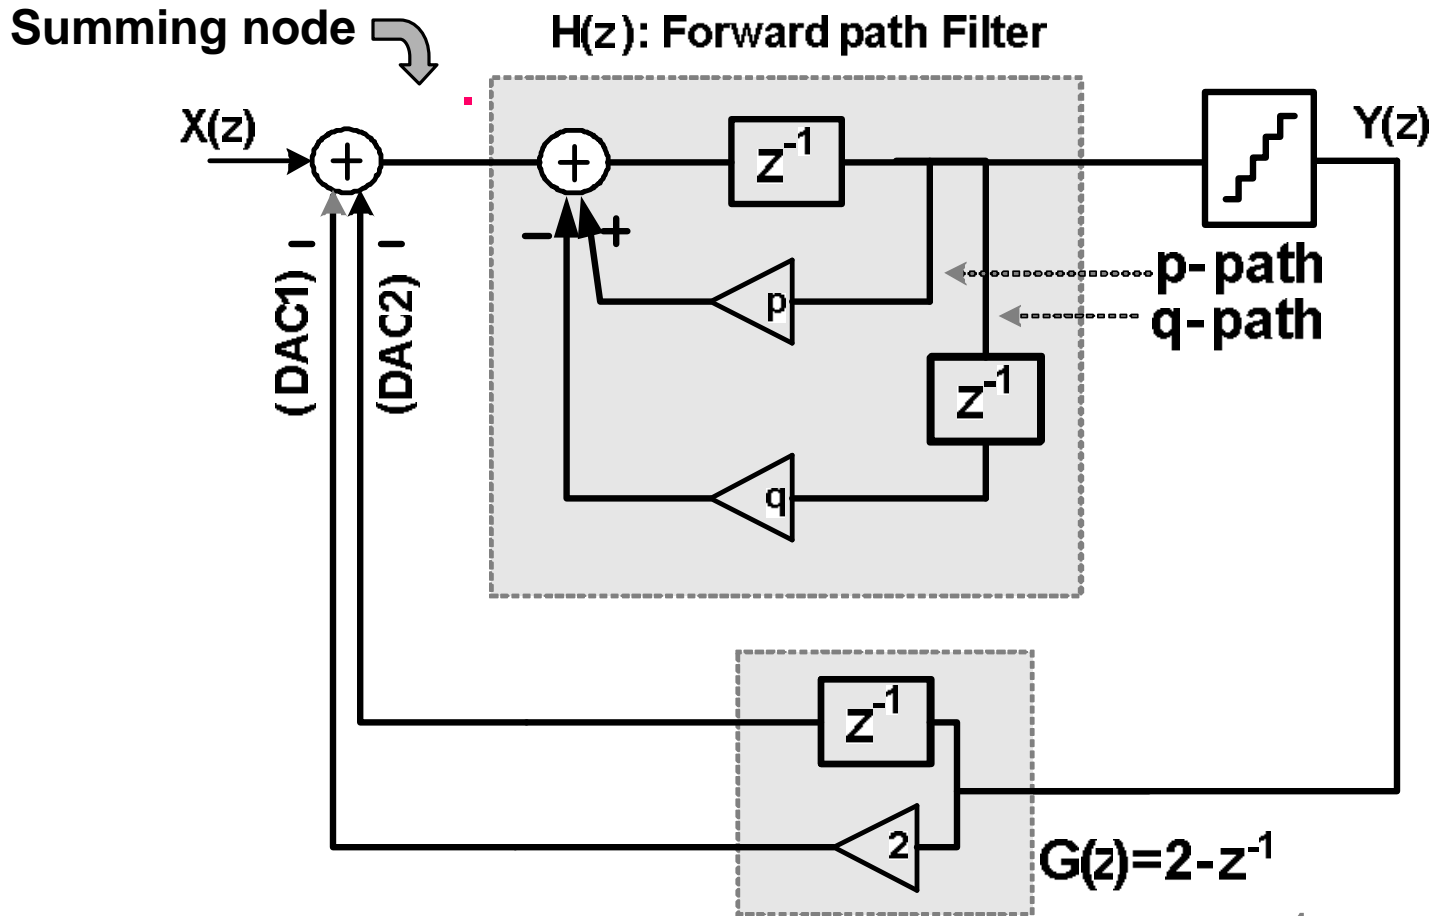 Summing node
H(z): Forward path Filter
X(z)
+
+
z⁻¹
Y(z)
−
+
−
−
(DAC1)
(DAC2)
p
p-path
q-path
z⁻¹
q
z⁻¹
2
G(z)=2-z⁻¹